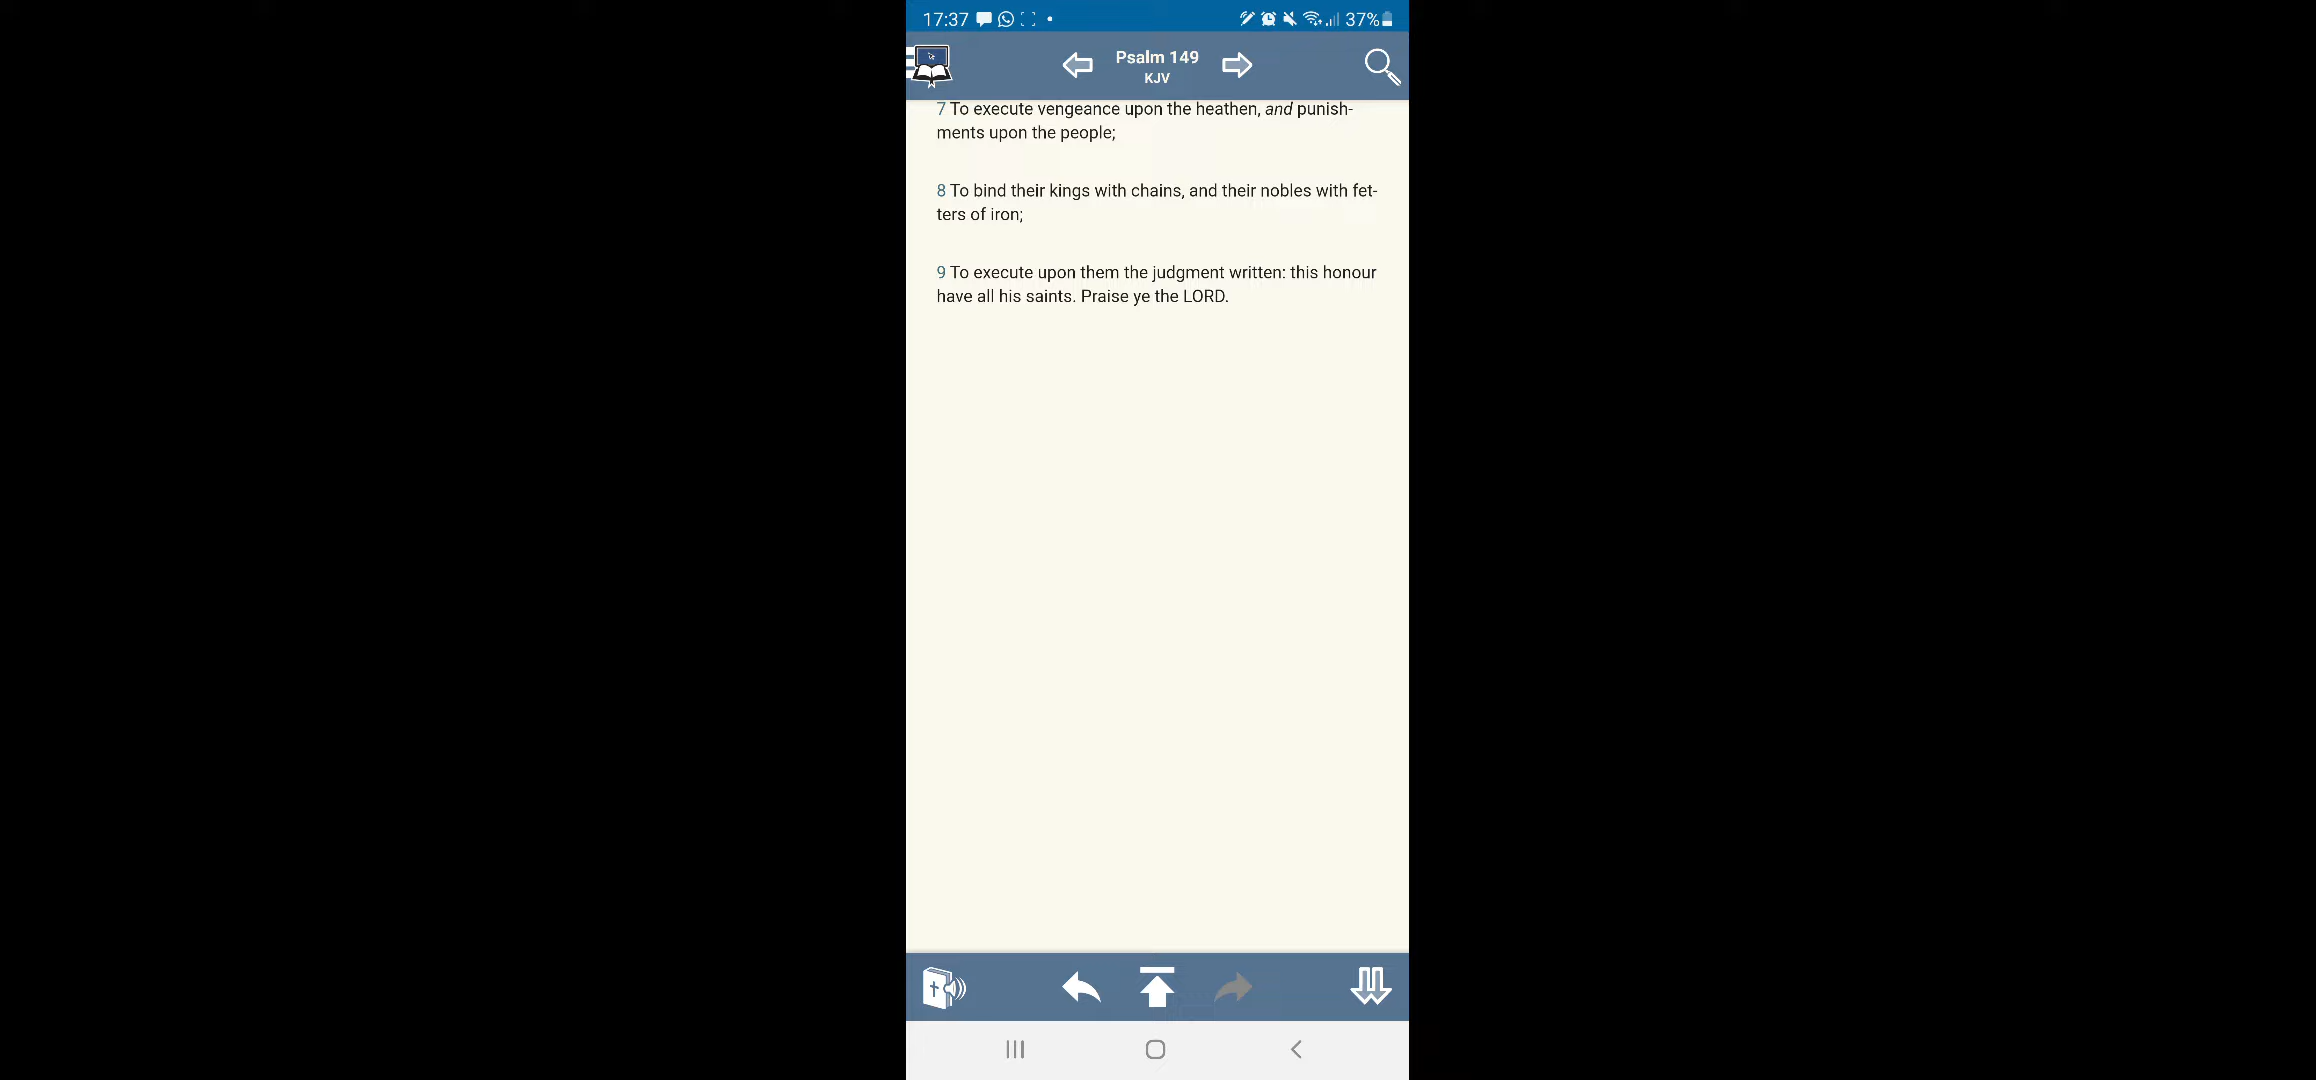 17:37 37%
Psalm 149
KJV
7 To execute vengeance upon the heathen, and punish-
ments upon the people;
8 To bind their kings with chains, and their nobles with fet-
ters of iron;
9 To execute upon them the judgment written: this honour
have all his saints. Praise ye the LORD.